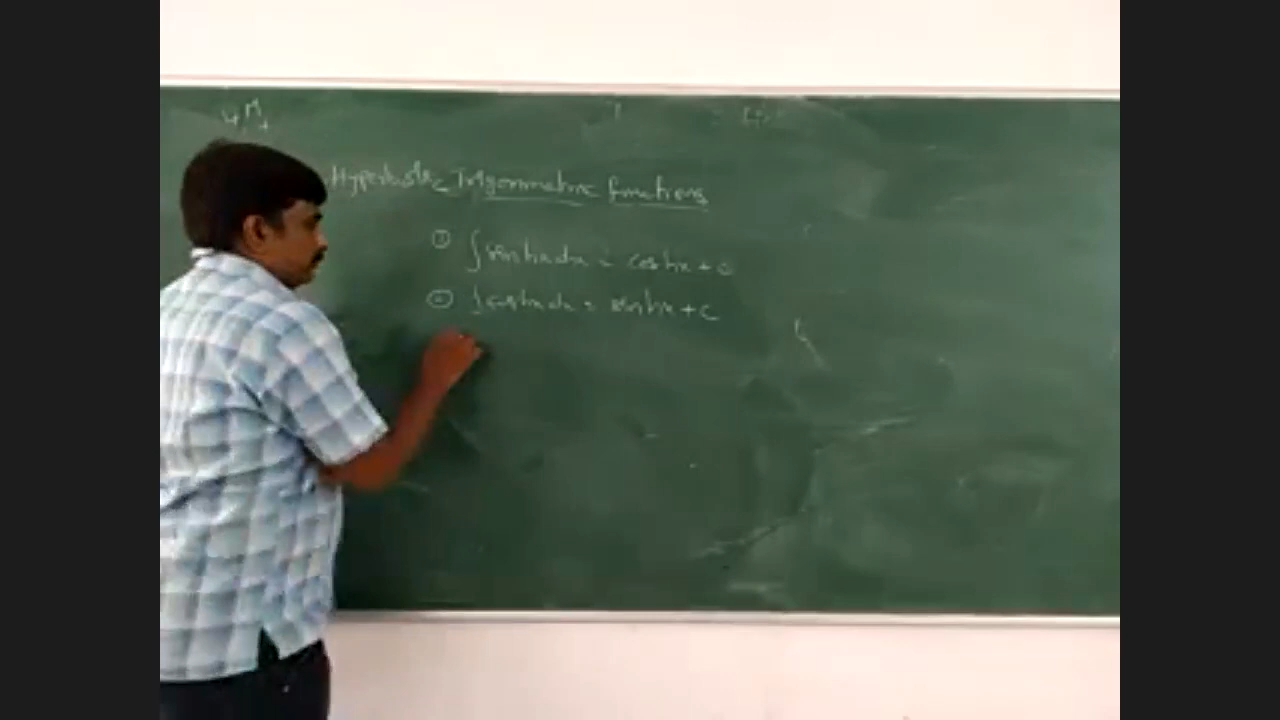 Hyperbolic Trigonometric functions
① ∫ sinhx dx = coshx + c
② ∫ coshx dx = sinhx + c